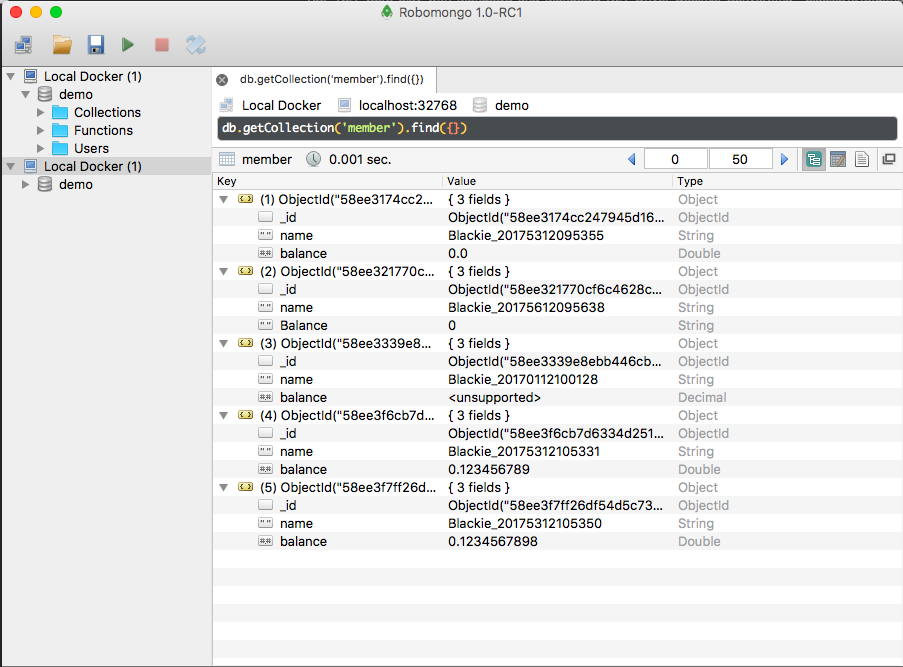 Robomongo 1.0-RC1
Local Docker (1)
demo
Collections
Functions
Users
Local Docker (1)
demo
db.getCollection('member').find({})
Local Docker localhost:32768 demo
db.getCollection('member').find({})
member 0.001 sec. 0 50
Key Value Type
(1) ObjectId("58ee3174cc2... { 3 fields } Object
_id ObjectId("58ee3174cc247945d16... ObjectId
name Blackie_20175312095355 String
balance 0.0 Double
(2) ObjectId("58ee321770c... { 3 fields } Object
_id ObjectId("58ee321770cf6c4628c... ObjectId
name Blackie_20175612095638 String
Balance 0 String
(3) ObjectId("58ee3339e8... { 3 fields } Object
_id ObjectId("58ee3339e8ebb446cb... ObjectId
name Blackie_20170112100128 String
balance <unsupported> Decimal
(4) ObjectId("58ee3f6cb7d... { 3 fields } Object
_id ObjectId("58ee3f6cb7d6334d251... ObjectId
name Blackie_20175312105331 String
balance 0.123456789 Double
(5) ObjectId("58ee3f7ff26d... { 3 fields } Object
_id ObjectId("58ee3f7ff26df54d5c73... ObjectId
name Blackie_20175312105350 String
balance 0.1234567898 Double